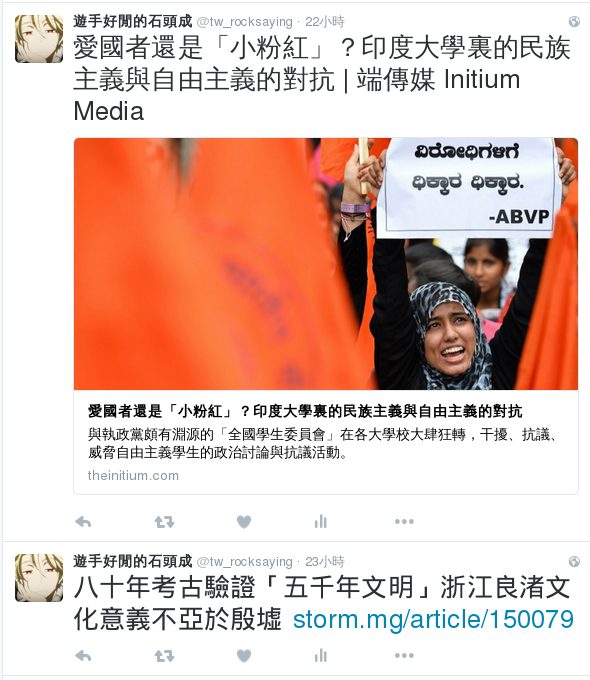 遊手好閒的石頭成 @tw_rocksaying · 22小時
愛國者還是「小粉紅」？印度大學裏的民族
主義與自由主義的對抗 | 端傳媒 Initium
Media
ವಿರೋಧಿಗಳಿಗೆ
ಧಿಕ್ಕಾರ ಧಿಕ್ಕಾರ.
-ABVP
愛國者還是「小粉紅」？印度大學裏的民族主義與自由主義的對抗
與執政黨頗有淵源的「全國學生委員會」在各大學校大肆狂轉，干擾、抗議、
威脅自由主義學生的政治討論與抗議活動。
theinitium.com
遊手好閒的石頭成 @tw_rocksaying · 23小時
八十年考古驗證「五千年文明」浙江良渚文
化意義不亞於殷墟 storm.mg/article/150079